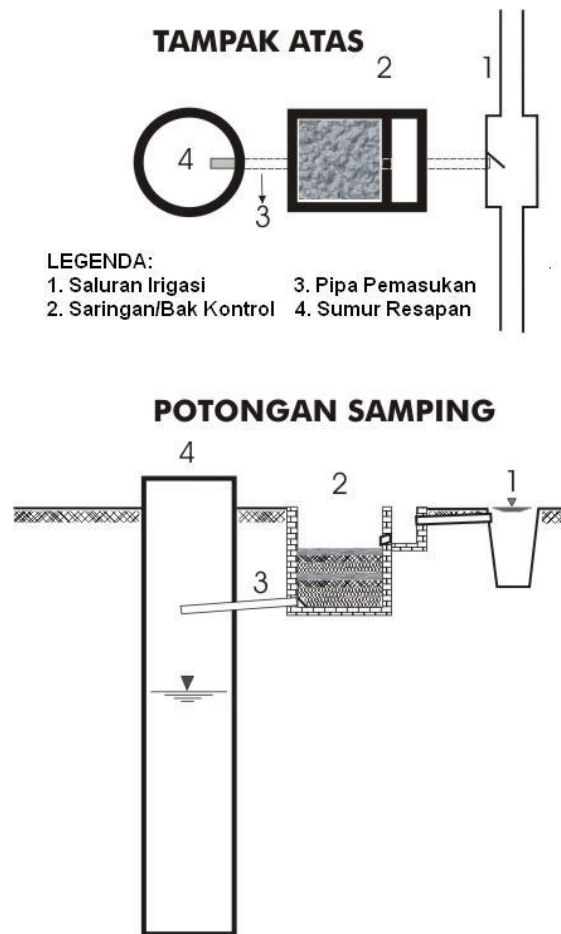 TAMPAK ATAS
2 1
4
3
LEGENDA:
1. Saluran Irigasi 3. Pipa Pemasukan
2. Saringan/Bak Kontrol 4. Sumur Resapan
POTONGAN SAMPING
4
2 1
3